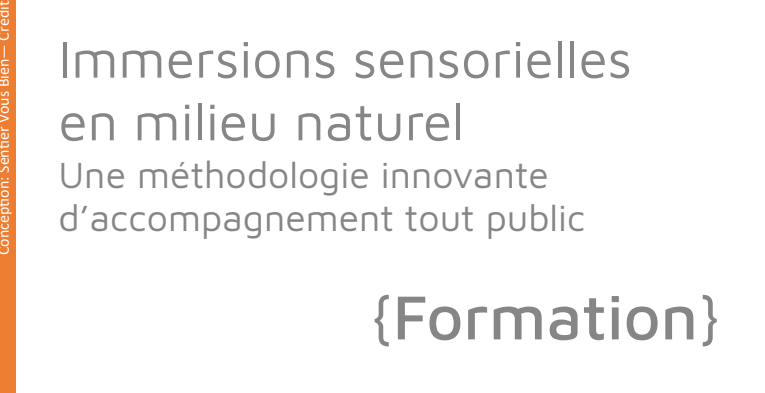 Immersions sensorielles
en milieu naturel
Une méthodologie innovante
d’accompagnement tout public
{Formation}
Conception: Sentier Vous Bien— Crédit